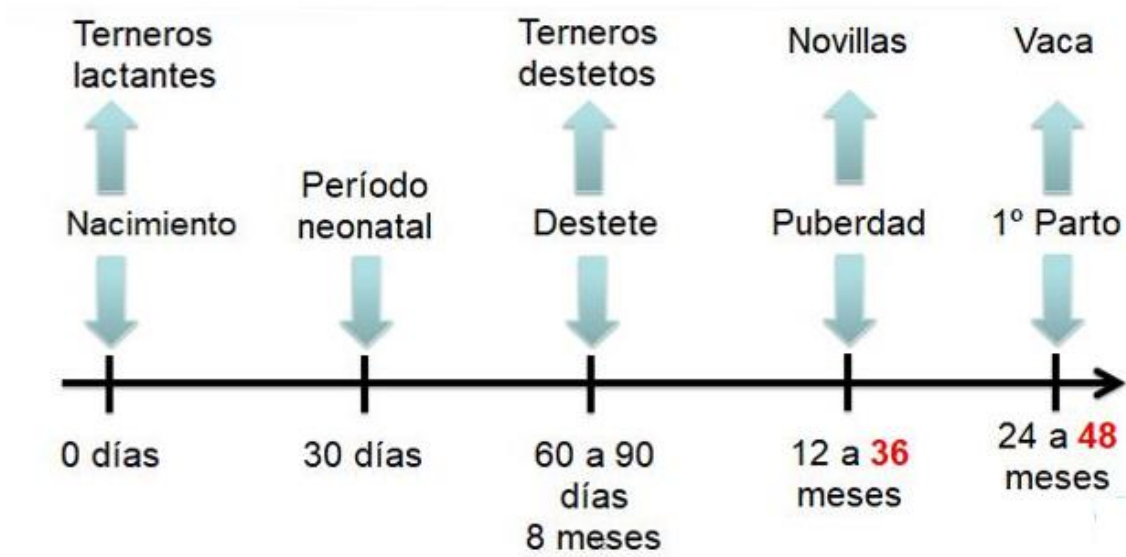 Terneros
lactantes
Terneros
destetos
Novillas
Vaca
Nacimiento
Período
neonatal
Destete
Puberdad
1º Parto
0 días
30 días
60 a 90
días
8 meses
12 a 36
meses
24 a 48
meses